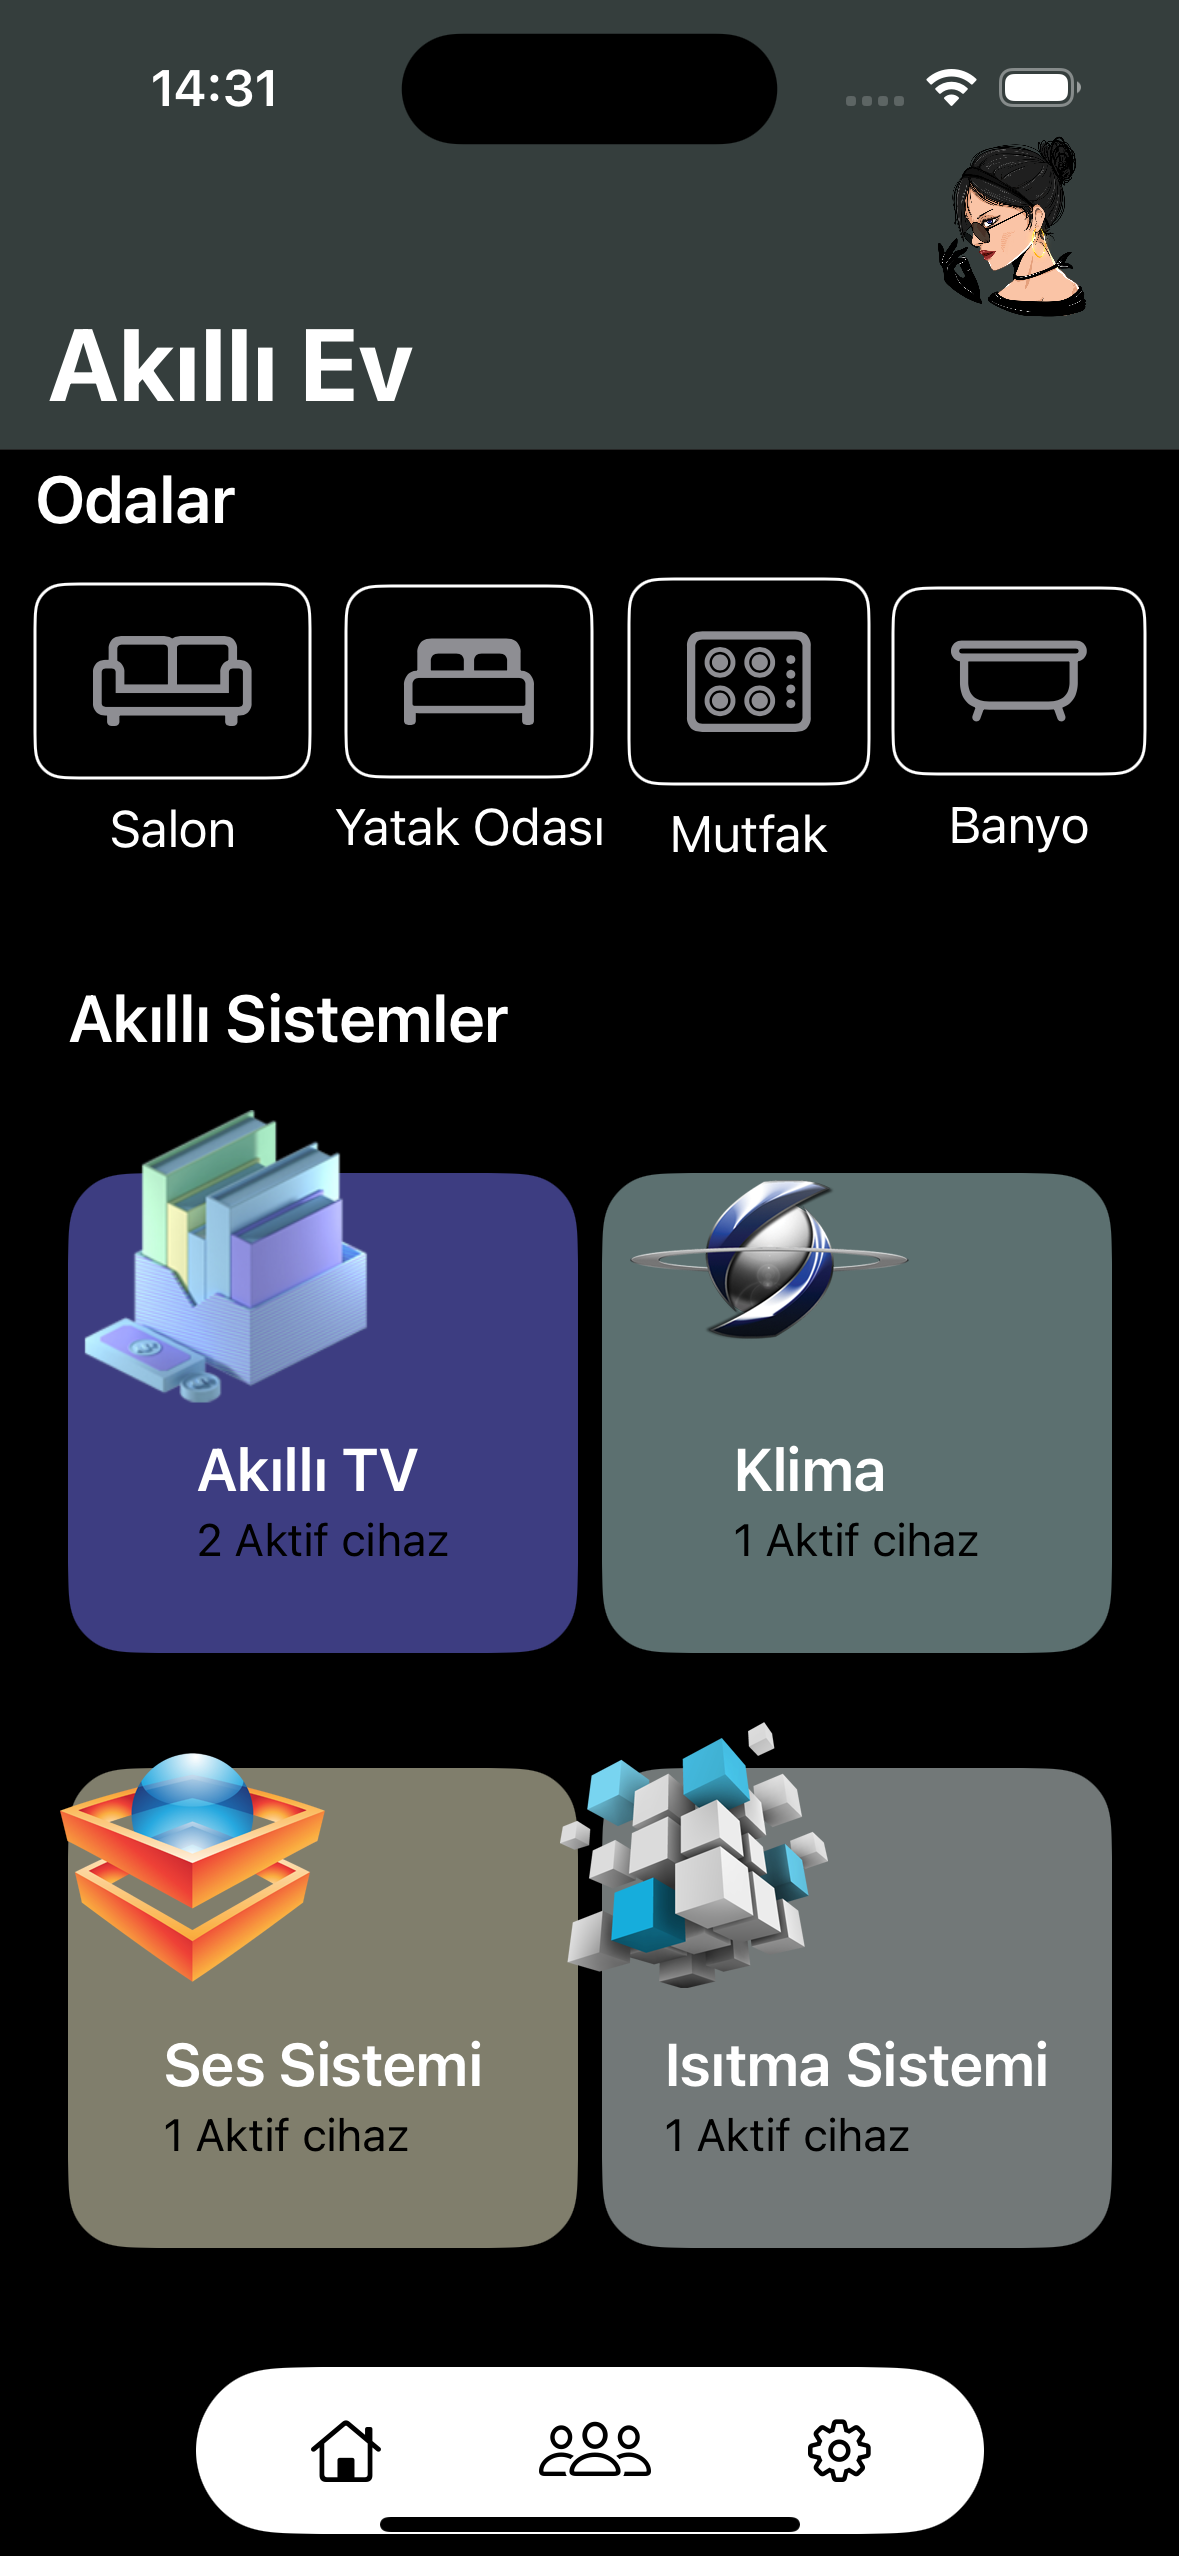 14:31
Akıllı Ev
Odalar
Salon
Yatak Odası
Mutfak
Banyo
Akıllı Sistemler
Akıllı TV
2 Aktif cihaz
Klima
1 Aktif cihaz
Ses Sistemi
1 Aktif cihaz
Isıtma Sistemi
1 Aktif cihaz